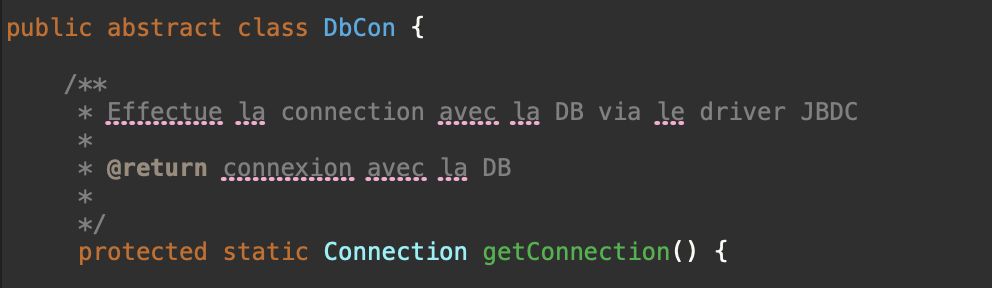 public abstract class DbCon {
/**
* Effectue la connection avec la DB via le driver JBDC
*
* @return connexion avec la DB
*
*/
protected static Connection getConnection() {